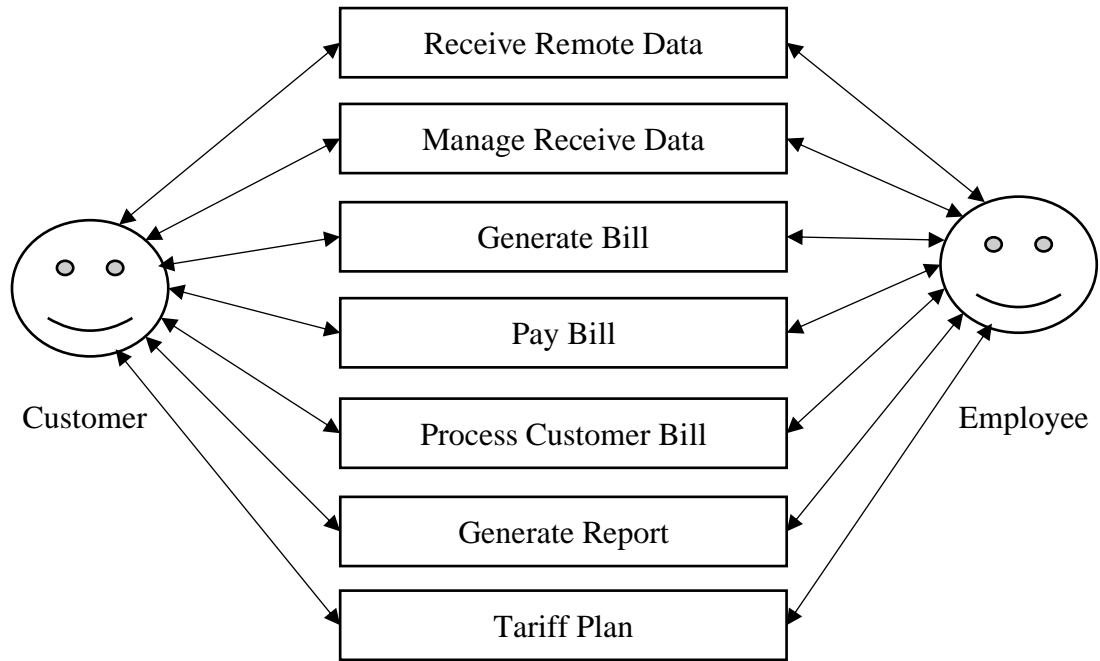 Receive Remote Data
Manage Receive Data
Generate Bill
Pay Bill
Customer
Employee
Process Customer Bill
Generate Report
Tariff Plan